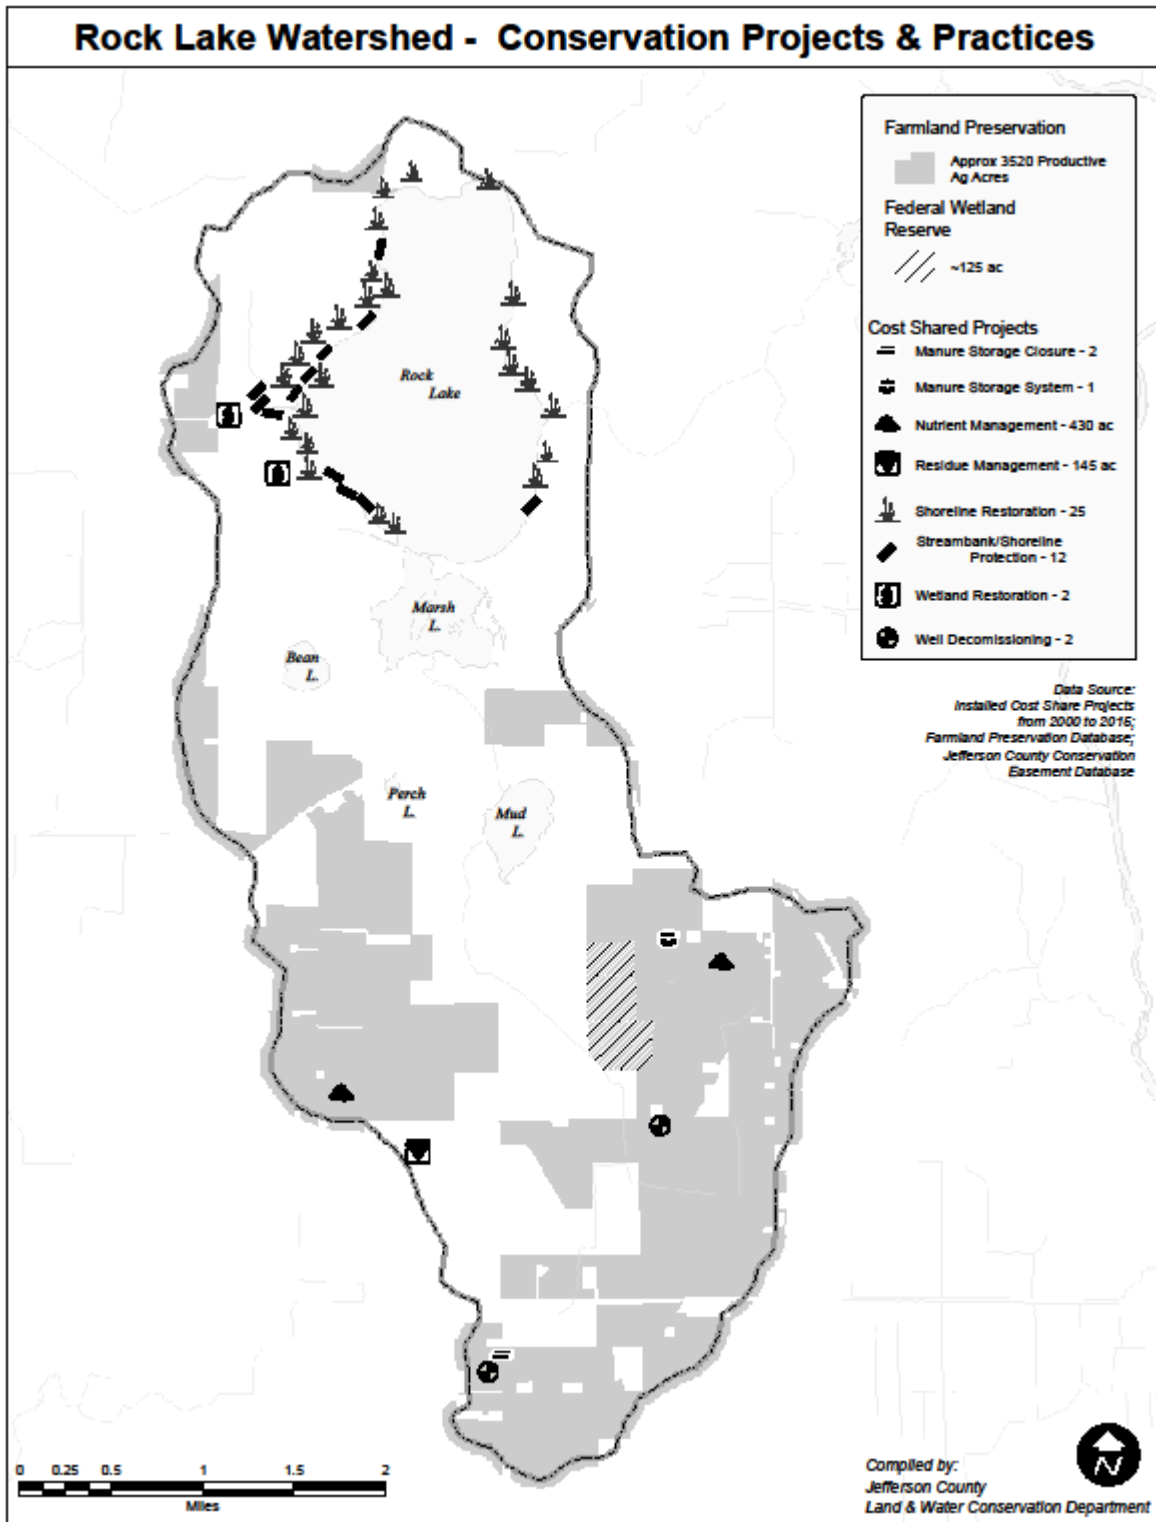 Rock Lake Watershed - Conservation Projects & Practices
Farmland Preservation
Approx 3520 Productive
Ag Acres
Federal Wetland
Reserve
~125 ac
Cost Shared Projects
Manure Storage Closure - 2
Manure Storage System - 1
Nutrient Management - 430 ac
Residue Management - 145 ac
Shoreline Restoration - 25
Streambank/Shoreline
Protection - 12
Wetland Restoration - 2
Well Decomissioning - 2
Data Source:
Installed Cost Share Projects
from 2000 to 2015;
Farmland Preservation Database;
Jefferson County Conservation
Easement Database
Rock
Lake
Marsh
L.
Bean
L.
Perch
L.
Mud
L.
0 0.25 0.5 1 1.5 2
Miles
N
Compiled by:
Jefferson County
Land & Water Conservation Department